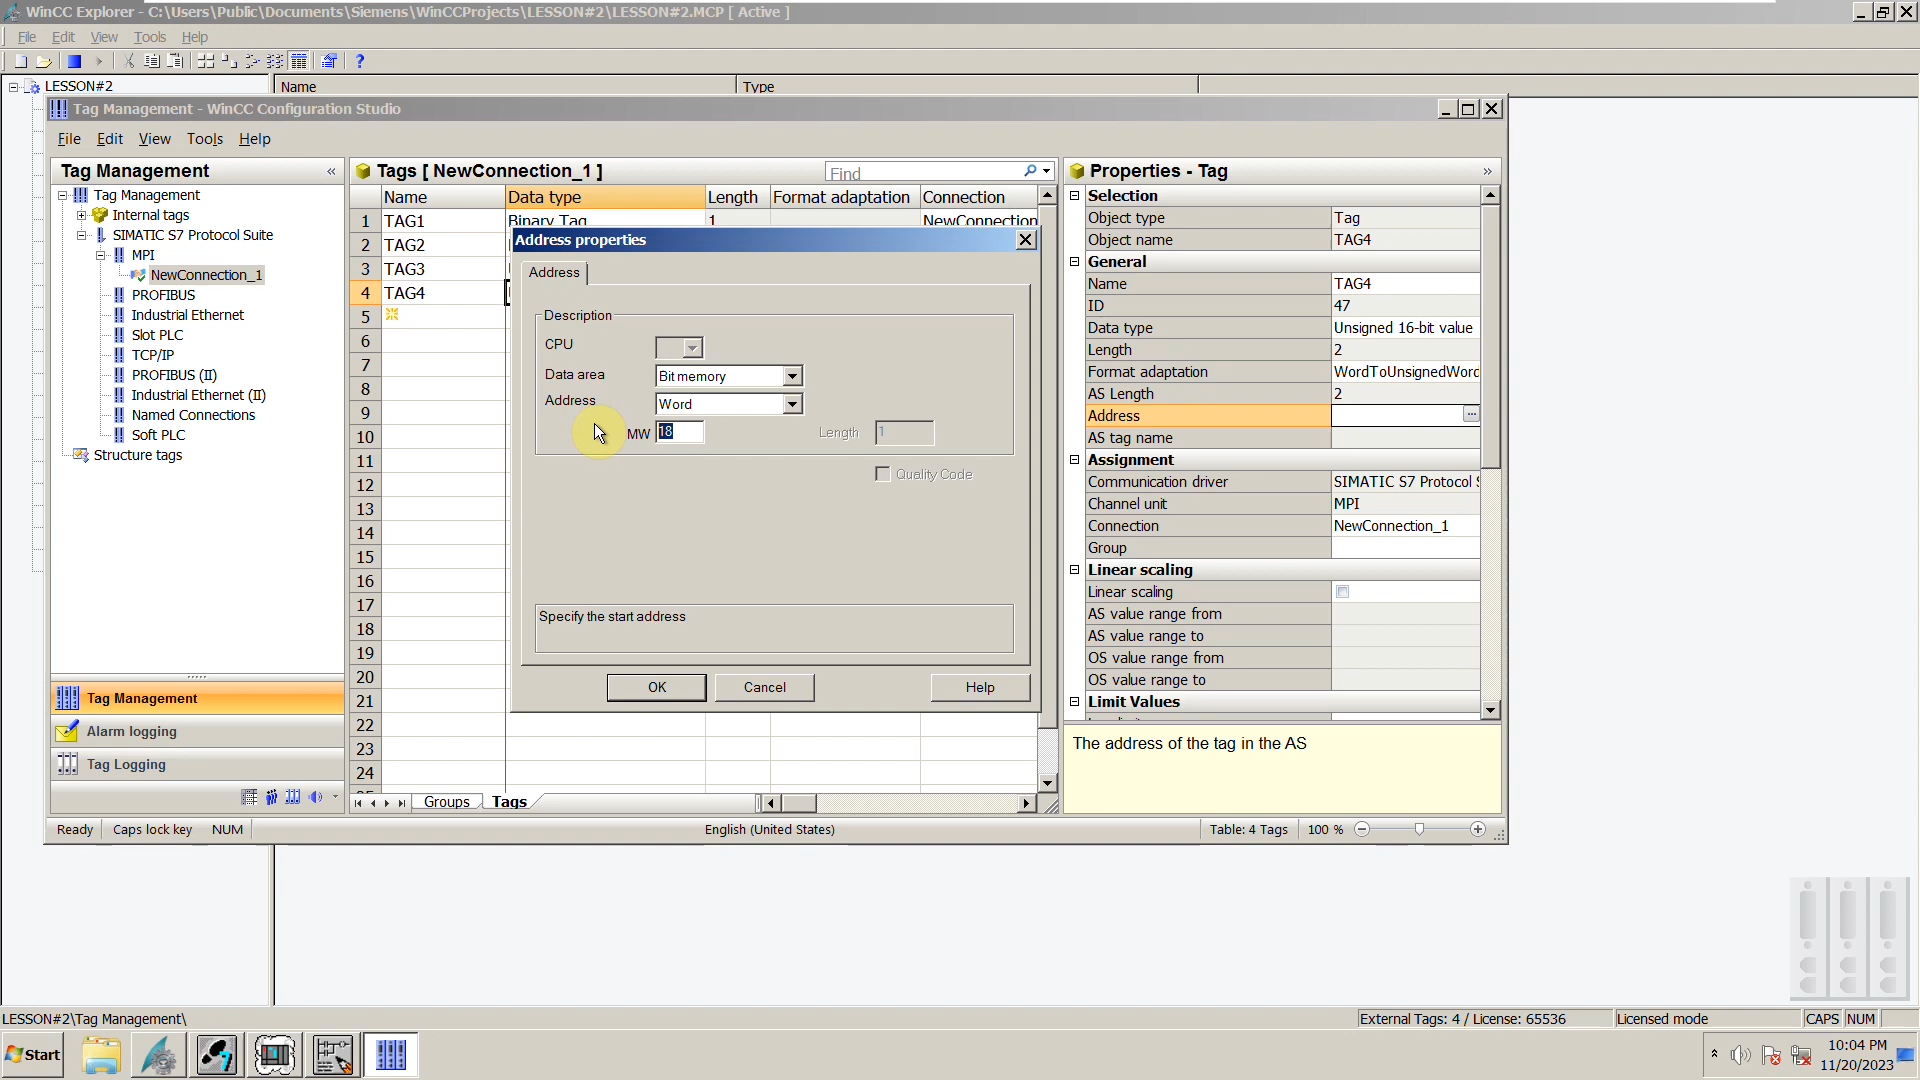 WinCC Explorer - C:\Users\Public\Documents\Siemens\WinCCProjects\LESSON#2\LESSON#2.MCP [ Active ]
File Edit View Tools Help
LESSON#2
Name Type
Tag Management - WinCC Configuration Studio
File Edit View Tools Help
Tag Management «
Tag Management
Internal tags
SIMATIC S7 Protocol Suite
MPI
NewConnection_1
PROFIBUS
Industrial Ethernet
Slot PLC
TCP/IP
PROFIBUS (II)
Industrial Ethernet (II)
Named Connections
Soft PLC
Structure tags
Tag Management
Alarm logging
Tag Logging
Tags [ NewConnection_1 ] Find
Name Data type Length Format adaptation Connection
1 TAG1 Binary Tag 1 NewConnection
2 TAG2
3 TAG3
4 TAG4
5
6
7
8
9
10
11
12
13
14
15
16
17
18
19
20
21
22
23
24
Groups Tags
Address properties
Address
Description
CPU
Data area Bit memory
Address Word
MW 18 Length 1
Quality Code
Specify the start address
OK Cancel Help
Properties - Tag »
Selection
Object type Tag
Object name TAG4
General
Name TAG4
ID 47
Data type Unsigned 16-bit value
Length 2
Format adaptation WordToUnsignedWord
AS Length 2
Address ...
AS tag name
Assignment
Communication driver SIMATIC S7 Protocol
Channel unit MPI
Connection NewConnection_1
Group
Linear scaling
Linear scaling
AS value range from
AS value range to
OS value range from
OS value range to
Limit Values
The address of the tag in the AS
Ready Caps lock key NUM English (United States) Table: 4 Tags 100 %
LESSON#2\Tag Management\ External Tags: 4 / License: 65536 Licensed mode CAPS NUM
Start
10:04 PM
11/20/2023